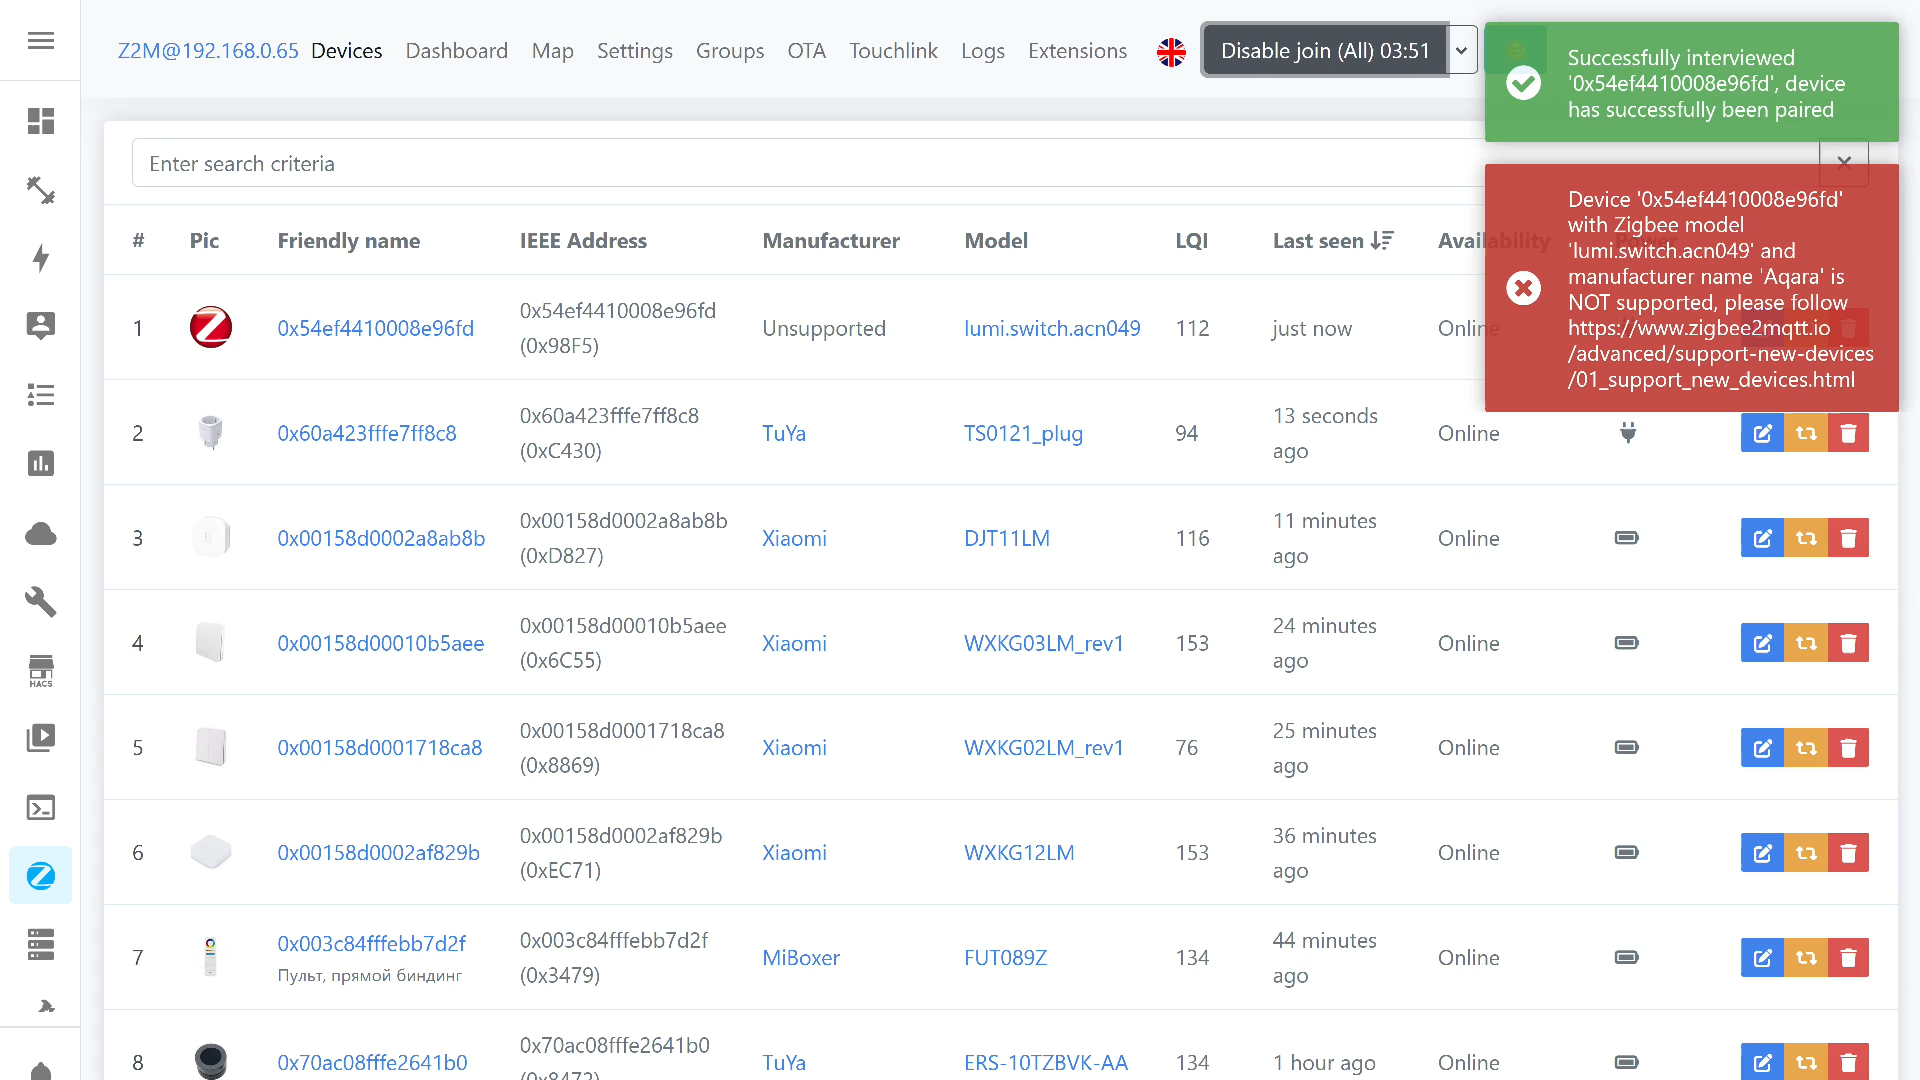 Z2M@192.168.0.65 Devices Dashboard Map Settings Groups OTA Touchlink Logs Extensions Disable join (All) 03:51
Successfully interviewed
'0x54ef4410008e96fd', device
has successfully been paired
Enter search criteria
Device '0x54ef4410008e96fd'
with Zigbee model
'lumi.switch.acn049' and
manufacturer name 'Aqara' is
NOT supported, please follow
https://www.zigbee2mqtt.io
/advanced/support-new-devices
/01_support_new_devices.html
# Pic Friendly name IEEE Address Manufacturer Model LQI Last seen Availability Power
1 0x54ef4410008e96fd 0x54ef4410008e96fd Unsupported lumi.switch.acn049 112 just now Online
(0x98F5)
2 0x60a423fffe7ff8c8 0x60a423fffe7ff8c8 TuYa TS0121_plug 94 13 seconds Online
(0xC430) ago
3 0x00158d0002a8ab8b 0x00158d0002a8ab8b Xiaomi DJT11LM 116 11 minutes Online
(0xD827) ago
4 0x00158d00010b5aee 0x00158d00010b5aee Xiaomi WXKG03LM_rev1 153 24 minutes Online
(0x6C55) ago
5 0x00158d0001718ca8 0x00158d0001718ca8 Xiaomi WXKG02LM_rev1 76 25 minutes Online
(0x8869) ago
HACS
6 0x00158d0002af829b 0x00158d0002af829b Xiaomi WXKG12LM 153 36 minutes Online
(0xEC71) ago
7 0x003c84fffebb7d2f 0x003c84fffebb7d2f MiBoxer FUT089Z 134 44 minutes Online
Пульт, прямой биндинг (0x3479) ago
8 0x70ac08fffe2641b0 0x70ac08fffe2641b0 TuYa ERS-10TZBVK-AA 134 1 hour ago Online
(0x8472)